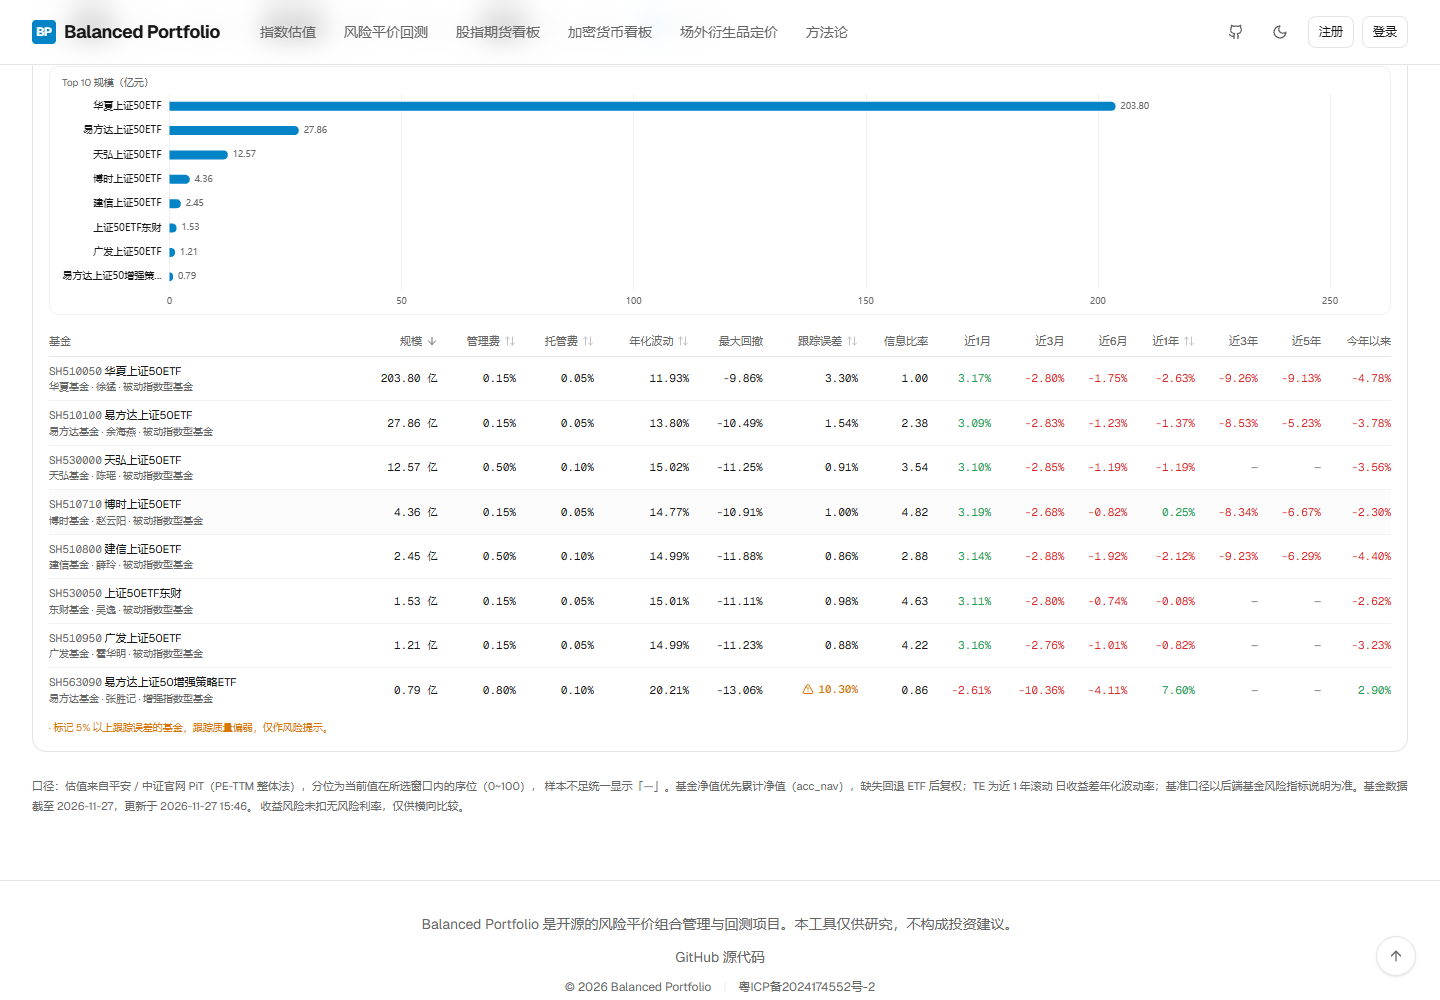 BP Balanced Portfolio 指数估值 风险平价回测 股指期货看板 加密货币看板 场外衍生品定价 方法论 注册 登录
Top 10 规模（亿元）
华夏上证50ETF 203.80
易方达上证50ETF 27.86
天弘上证50ETF 12.57
博时上证50ETF 4.36
建信上证50ETF 2.45
上证50ETF东财 1.53
广发上证50ETF 1.21
易方达上证50增强策... 0.79
0 50 100 150 200 250
基金 规模 ↓ 管理费 ↑↓ 托管费 ↑↓ 年化波动 ↑↓ 最大回撤 跟踪误差 ↑↓ 信息比率 近1月 近3月 近6月 近1年 ↑↓ 近3年 近5年 今年以来
SH510050 华夏上证50ETF
华夏基金 · 徐猛 · 被动指数型基金
203.80 亿 0.15% 0.05% 11.93% -9.86% 3.30% 1.00 3.17% -2.80% -1.75% -2.63% -9.26% -9.13% -4.78%
SH510100 易方达上证50ETF
易方达基金 · 余海燕 · 被动指数型基金
27.86 亿 0.15% 0.05% 13.80% -10.49% 1.54% 2.38 3.09% -2.83% -1.23% -1.37% -8.53% -5.23% -3.78%
SH530000 天弘上证50ETF
天弘基金 · 陈瑶 · 被动指数型基金
12.57 亿 0.50% 0.10% 15.02% -11.25% 0.91% 3.54 3.10% -2.85% -1.19% -1.19% — — -3.56%
SH510710 博时上证50ETF
博时基金 · 赵云阳 · 被动指数型基金
4.36 亿 0.15% 0.05% 14.77% -10.91% 1.00% 4.82 3.19% -2.68% -0.82% 0.25% -8.34% -6.67% -2.30%
SH510800 建信上证50ETF
建信基金 · 薛玲 · 被动指数型基金
2.45 亿 0.50% 0.10% 14.99% -11.88% 0.86% 2.88 3.14% -2.88% -1.92% -2.12% -9.23% -6.29% -4.40%
SH530050 上证50ETF东财
东财基金 · 吴逸 · 被动指数型基金
1.53 亿 0.15% 0.05% 15.01% -11.11% 0.98% 4.63 3.11% -2.80% -0.74% -0.08% — — -2.62%
SH510950 广发上证50ETF
广发基金 · 霍华明 · 被动指数型基金
1.21 亿 0.15% 0.05% 14.99% -11.23% 0.88% 4.22 3.16% -2.76% -1.01% -0.82% — — -3.23%
SH563090 易方达上证50增强策略ETF
易方达基金 · 张胜记 · 增强指数型基金
0.79 亿 0.80% 0.10% 20.21% -13.06% 10.30% 0.86 -2.61% -10.36% -4.11% 7.60% — — 2.90%
· 标记 5% 以上跟踪误差的基金，跟踪质量偏弱，仅作风险提示。
口径：估值来自平安 / 中证官网 PiT（PE-TTM 整体法），分位为当前值在所选窗口内的序位（0~100）， 样本不足统一显示「—」。基金净值优先累计净值（acc_nav），缺失回退 ETF 后复权；TE 为近 1 年滚动 日收益差年化波动率；基准口径以后端基金风险指标说明为准。基金数据
截至 2026-11-27，更新于 2026-11-27 15:46。 收益风险未扣无风险利率，仅供横向比较。
Balanced Portfolio 是开源的风险平价组合管理与回测项目。本工具仅供研究，不构成投资建议。
GitHub 源代码
© 2026 Balanced Portfolio | 粤ICP备2024174552号-2